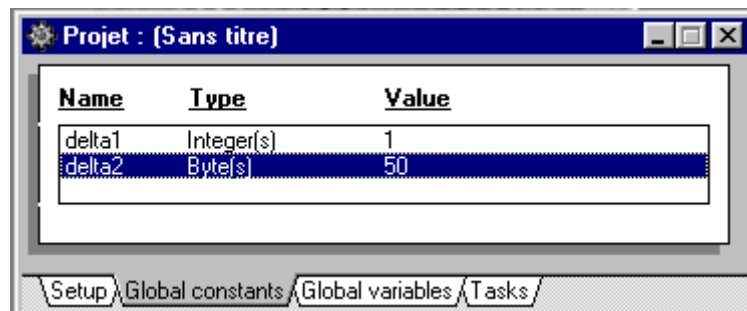 Projet : (Sans titre)
Name Type Value
delta1 Integer(s) 1
delta2 Byte(s) 50
Setup Global constants Global variables Tasks